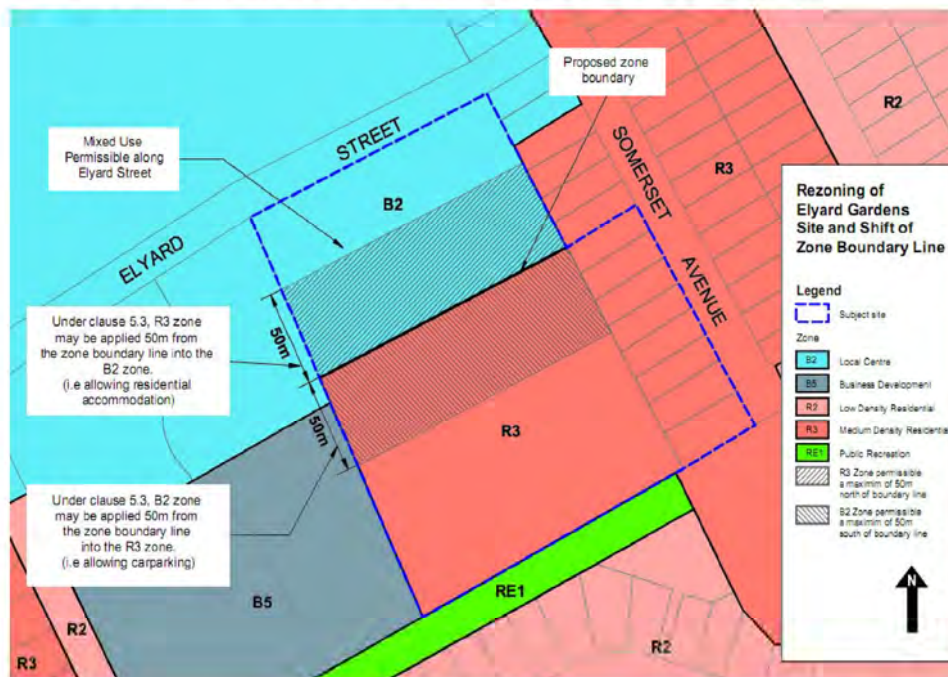 Proposed zone
boundary
Mixed Use
Permissible along
Elyard Street
STREET
ELYARD
B2
SOMERSET
AVENUE
R3
R2
Under clause 5.3, R3 zone
may be applied 50m from
the zone boundary line into the
B2 zone.
(i.e allowing residential
accommodation)
50m
50m
R3
Under clause 5.3, B2 zone
may be applied 50m from
the zone boundary line
into the R3 zone.
(i.e allowing carparking)
B5
RE1
R2
R3
R2
Rezoning of
Elyard Gardens
Site and Shift of
Zone Boundary Line
Legend
Subject site
Zone
B2 Local Centre
B5 Business Development
R2 Low Density Residential
R3 Medium Density Residential
RE1 Public Recreation
R3 Zone permissible
a maximim of 50m
north of boundary line
B2 Zone permissible
a maximim of 50m
south of boundary line
N